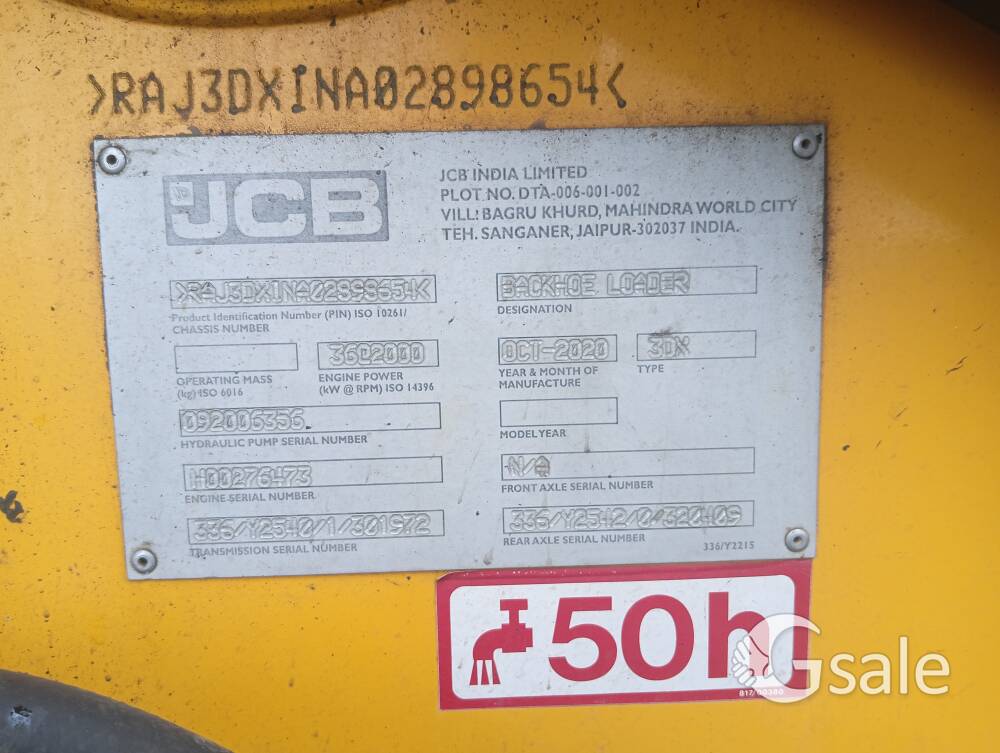 >RAJ3DXINA02898654<
JCB
JCB INDIA LIMITED
PLOT NO. DTA-006-001-002
VILL: BAGRU KHURD, MAHINDRA WORLD CITY
TEH. SANGANER, JAIPUR-302037 INDIA.
>RAJ3DXINA02898654<
Product Identification Number (PIN) ISO 10261/
CHASSIS NUMBER
BACKHOE LOADER
DESIGNATION
OPERATING MASS
(kg) ISO 6016
36@2000
ENGINE POWER
(kW @ RPM) ISO 14396
OCT-2020
YEAR & MONTH OF
MANUFACTURE
3DX
TYPE
092006356
HYDRAULIC PUMP SERIAL NUMBER
MODEL YEAR
H00276473
ENGINE SERIAL NUMBER
N/A
FRONT AXLE SERIAL NUMBER
336/Y2540/1/301972
TRANSMISSION SERIAL NUMBER
336/Y2542/0/320409
REAR AXLE SERIAL NUMBER
336/Y2215
50h
817/00380
Gsale